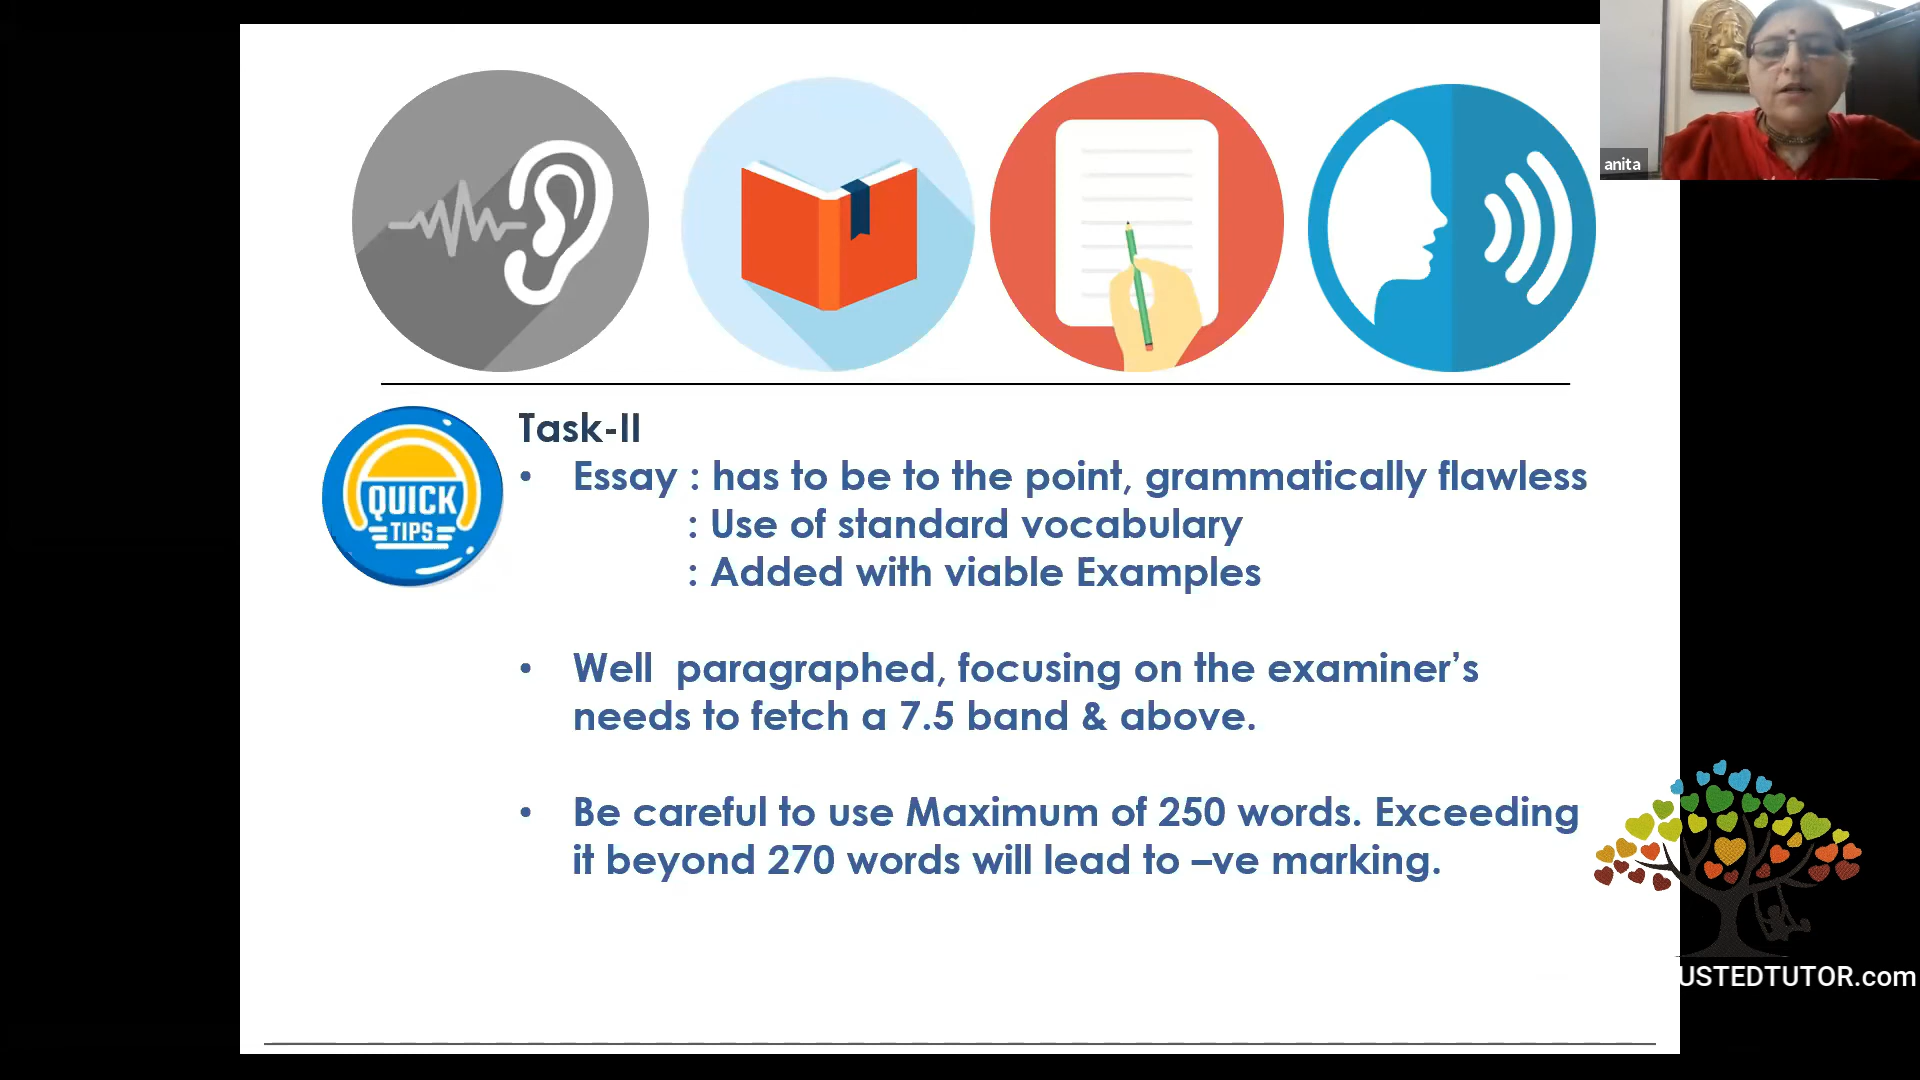 anita
Task-II
• Essay : has to be to the point, grammatically flawless
: Use of standard vocabulary
: Added with viable Examples
QUICK
TIPS
• Well paragraphed, focusing on the examiner’s
needs to fetch a 7.5 band & above.
• Be careful to use Maximum of 250 words. Exceeding
it beyond 270 words will lead to –ve marking.
USTEDTUTOR.com